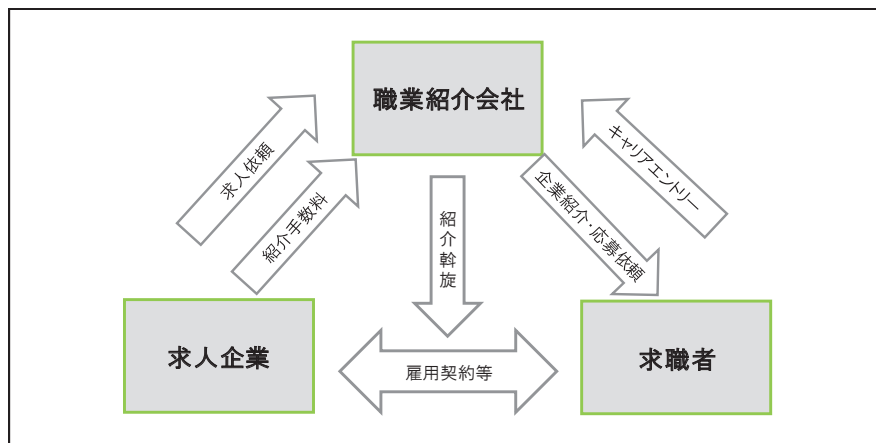 職業紹介会社
求人依頼
紹介手数料
紹介斡旋
企業紹介・応募依頼
キャリアエントリー
求人企業
雇用契約等
求職者